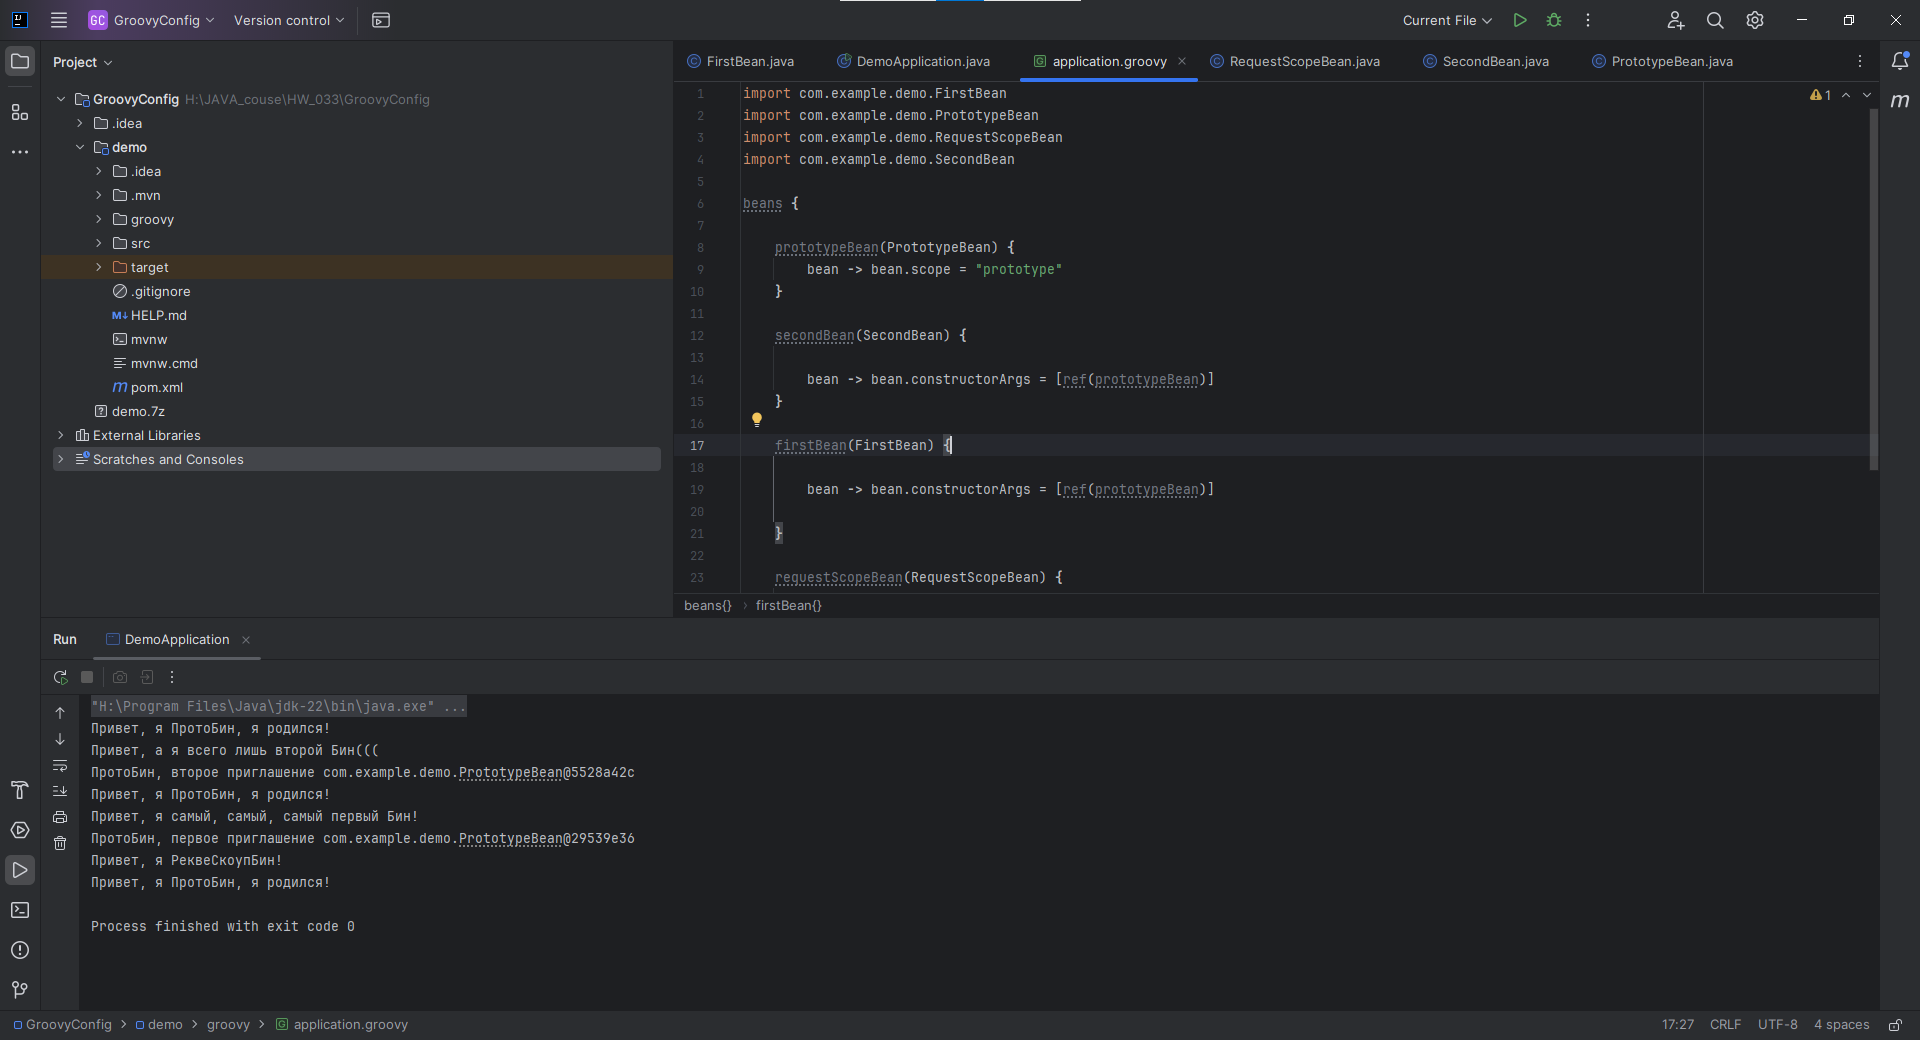 GC GroovyConfig Version control Current File
Project
GroovyConfig H:\JAVA_couse\HW_033\GroovyConfig
.idea
demo
.idea
.mvn
groovy
src
target
.gitignore
M↓ HELP.md
mvnw
mvnw.cmd
m pom.xml
demo.7z
External Libraries
Scratches and Consoles
FirstBean.java DemoApplication.java application.groovy RequestScopeBean.java SecondBean.java PrototypeBean.java
1 import com.example.demo.FirstBean
2 import com.example.demo.PrototypeBean
3 import com.example.demo.RequestScopeBean
4 import com.example.demo.SecondBean
5
6 beans {
7
8 prototypeBean(PrototypeBean) {
9 bean -> bean.scope = "prototype"
10 }
11
12 secondBean(SecondBean) {
13
14 bean -> bean.constructorArgs = [ref(prototypeBean)]
15 }
16
17 firstBean(FirstBean) {
18
19 bean -> bean.constructorArgs = [ref(prototypeBean)]
20
21 }
22
23 requestScopeBean(RequestScopeBean) {
1
m
beans{} › firstBean{}
Run DemoApplication
"H:\Program Files\Java\jdk-22\bin\java.exe" ...
Привет, я ПротоБин, я родился!
Привет, а я всего лишь второй Бин(((
ПротоБин, второе приглашение com.example.demo.PrototypeBean@5528a42c
Привет, я ПротоБин, я родился!
Привет, я самый, самый, самый первый Бин!
ПротоБин, первое приглашение com.example.demo.PrototypeBean@29539e36
Привет, я РеквеСкоупБин!
Привет, я ПротоБин, я родился!
Process finished with exit code 0
GroovyConfig > demo > groovy > application.groovy
17:27 CRLF UTF-8 4 spaces